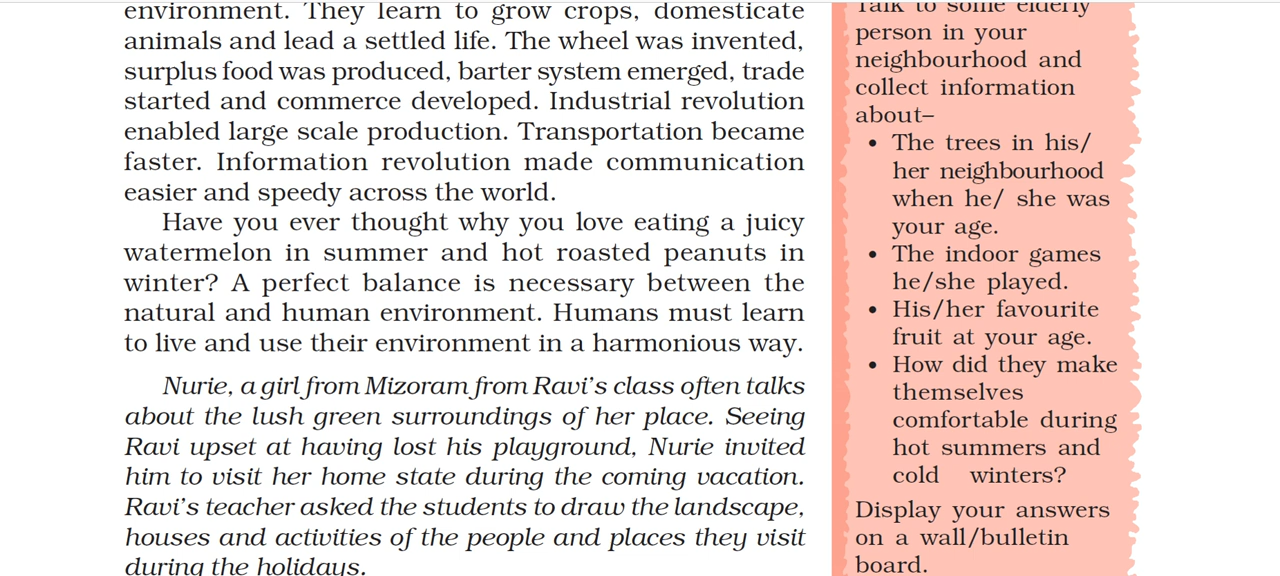 environment. They learn to grow crops, domesticate
animals and lead a settled life. The wheel was invented,
surplus food was produced, barter system emerged, trade
started and commerce developed. Industrial revolution
enabled large scale production. Transportation became
faster. Information revolution made communication
easier and speedy across the world.
Have you ever thought why you love eating a juicy
watermelon in summer and hot roasted peanuts in
winter? A perfect balance is necessary between the
natural and human environment. Humans must learn
to live and use their environment in a harmonious way.
Nurie, a girl from Mizoram from Ravi's class often talks
about the lush green surroundings of her place. Seeing
Ravi upset at having lost his playground, Nurie invited
him to visit her home state during the coming vacation.
Ravi's teacher asked the students to draw the landscape,
houses and activities of the people and places they visit
during the holidays.
Talk to some elderly
person in your
neighbourhood and
collect information
about–
• The trees in his/
her neighbourhood
when he/ she was
your age.
• The indoor games
he/she played.
• His/her favourite
fruit at your age.
• How did they make
themselves
comfortable during
hot summers and
cold winters?
Display your answers
on a wall/bulletin
board.